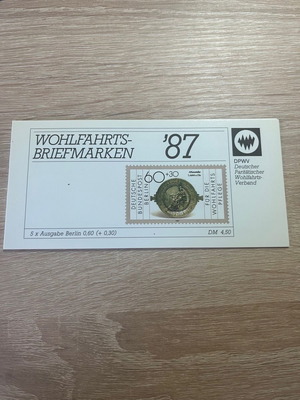 WOHLFAHRTS-
BRIEFMARKEN
'87
DPWV
Deutscher
Paritätischer
Wohlfahrts-
Verband
DEUTSCHE
BUNDESPOST
BERLIN
60+30
FÜR DIE
WOHLFAHRTS
PFLEGE
5 x Ausgabe Berlin 0,60 (+ 0,30)
DM 4,50